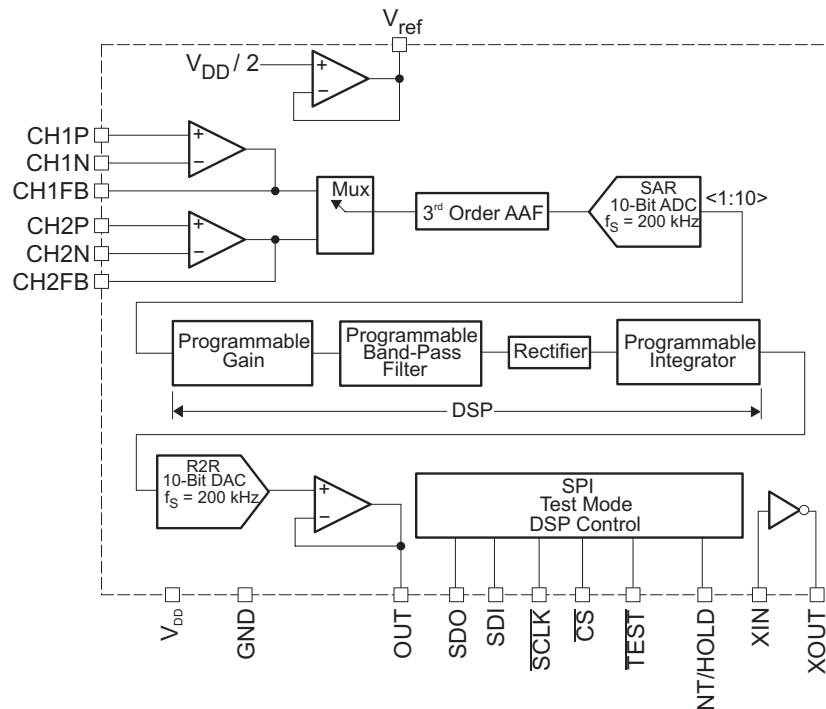 Vref
VDD / 2
+
−
CH1P
CH1N
CH1FB
CH2P
CH2N
CH2FB
+
−
+
−
Mux
3rd Order AAF
SAR
10-Bit ADC
fS = 200 kHz
<1:10>
Programmable
Gain
Programmable
Band-Pass
Filter
Rectifier
Programmable
Integrator
DSP
R2R
10-Bit DAC
fS = 200 kHz
+
−
SPI
Test Mode
DSP Control
VDD
GND
OUT
SDO
SDI
SCLK
CS
TEST
NT/HOLD
XIN
XOUT